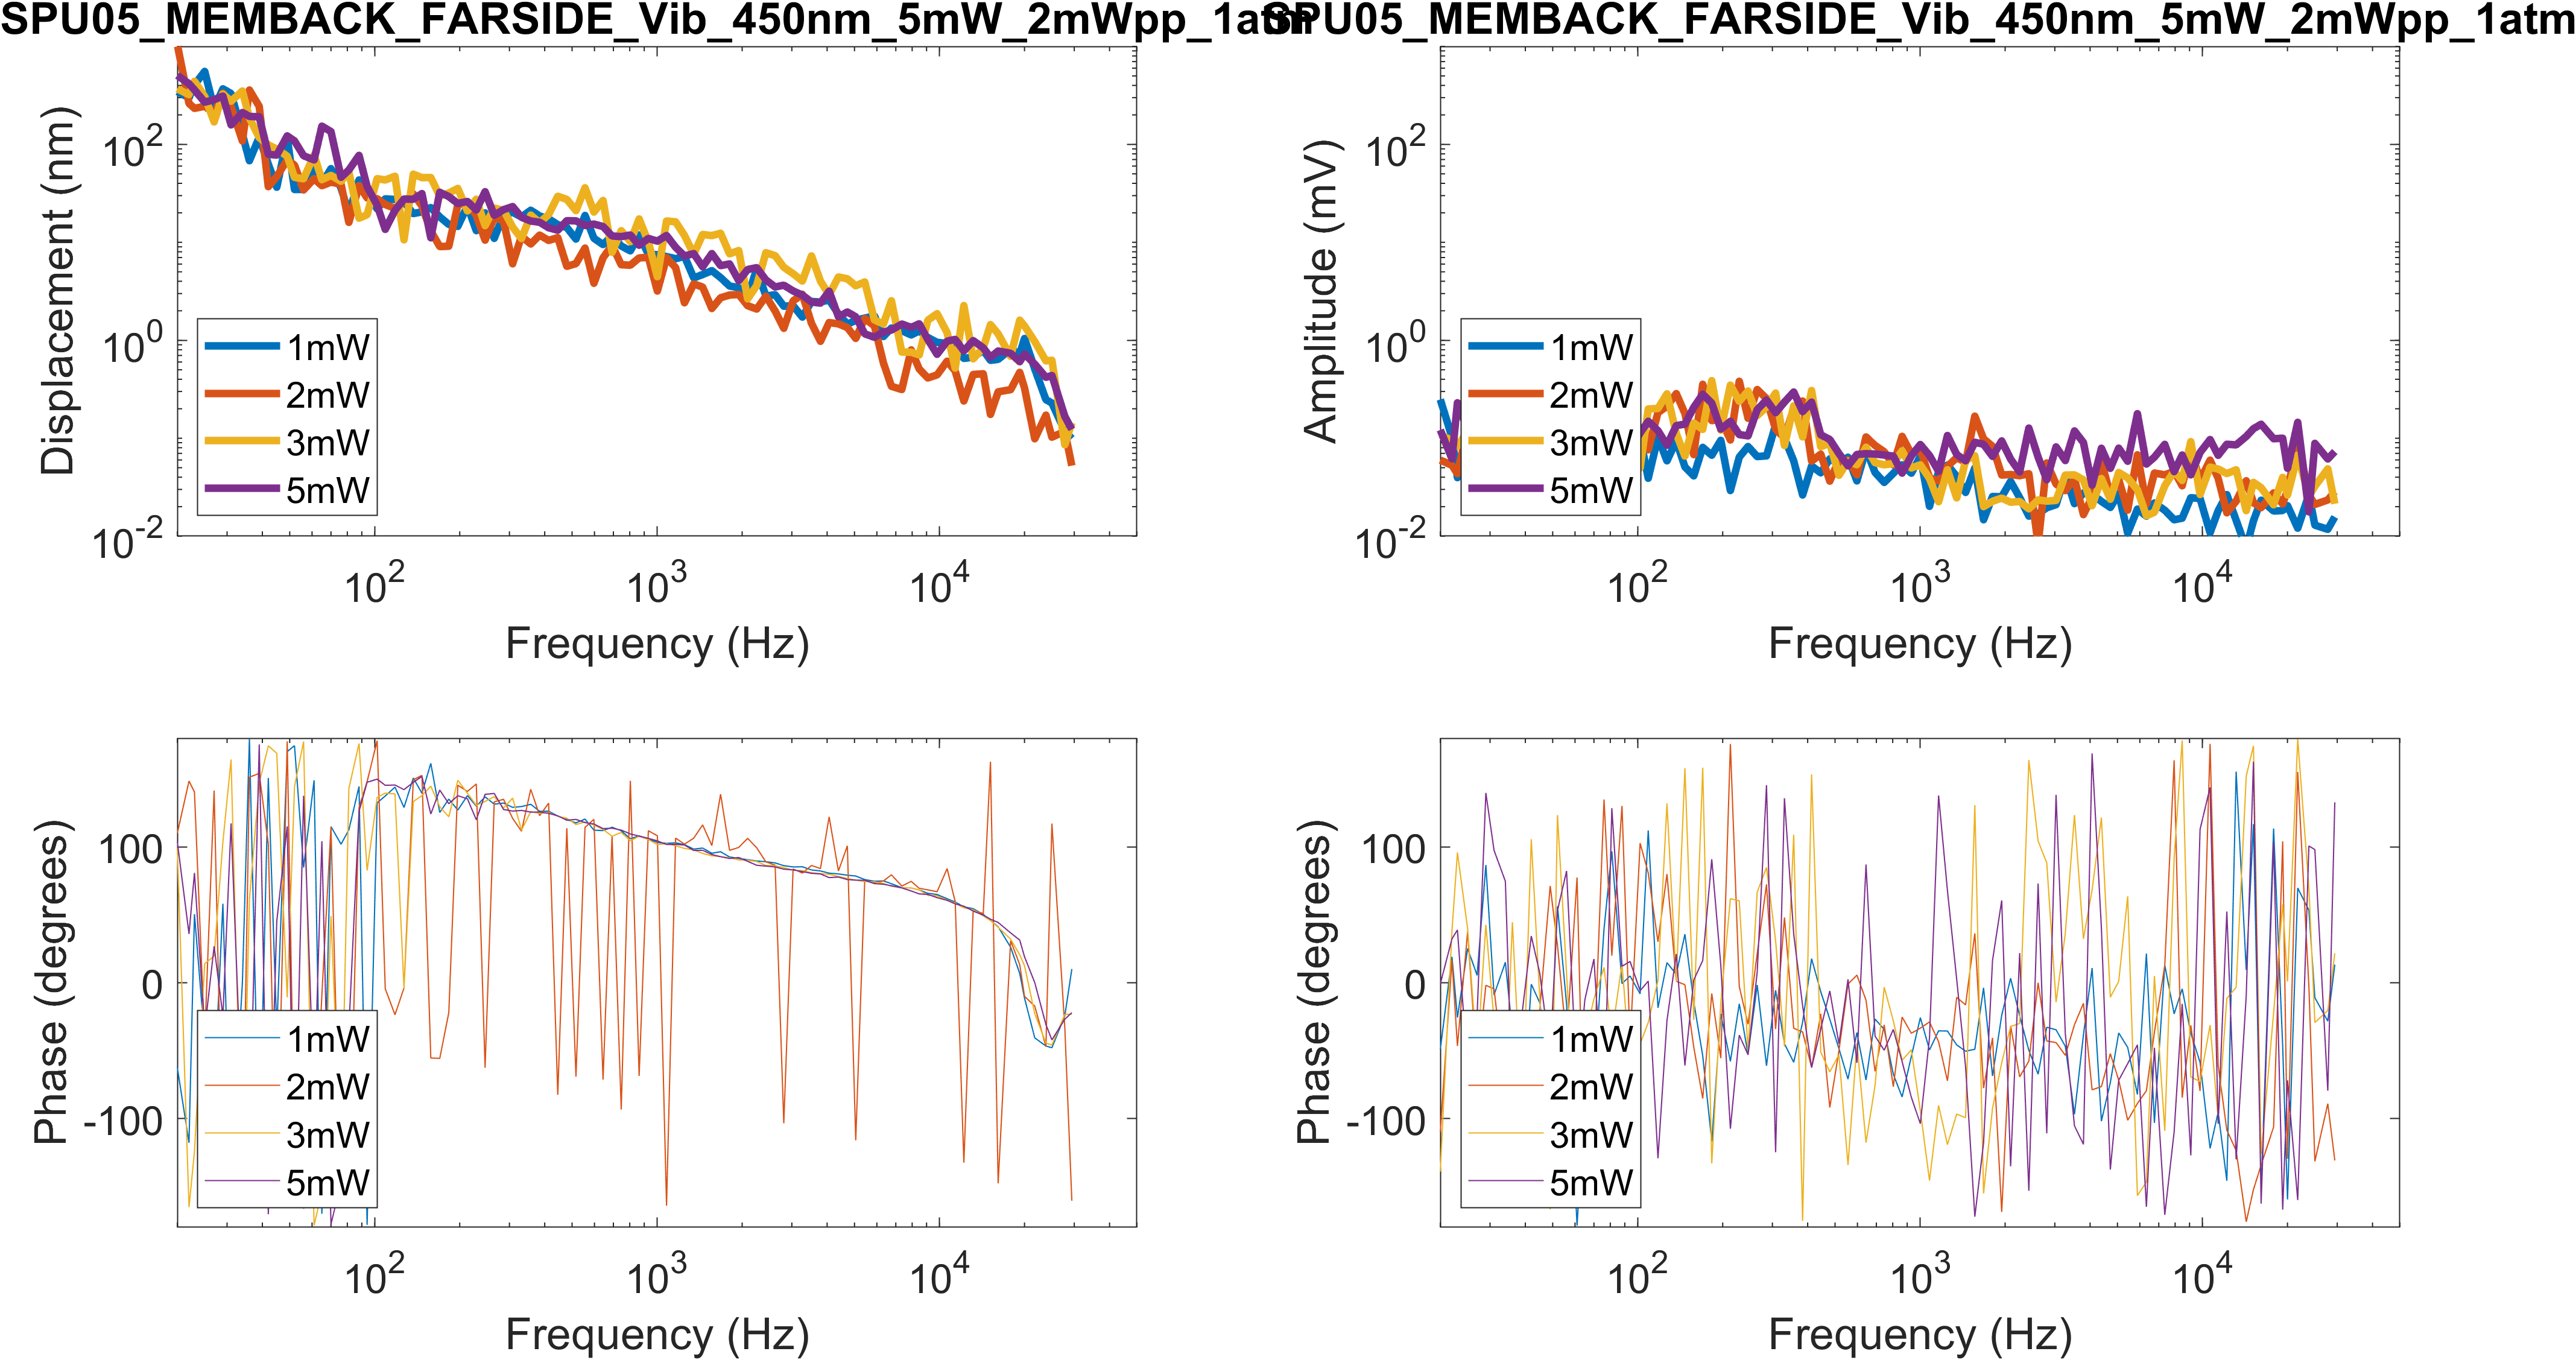 SPU05_MEMBACK_FARSIDE_Vib_450nm_5mW_2mWpp_1atm
Displacement (nm)
10^2
10^0
10^-2
1mW
2mW
3mW
5mW
10^2 10^3 10^4
Frequency (Hz)
SPU05_MEMBACK_FARSIDE_Vib_450nm_5mW_2mWpp_1atm
Amplitude (mV)
10^2
10^0
10^-2
1mW
2mW
3mW
5mW
10^2 10^3 10^4
Frequency (Hz)
Phase (degrees)
100
0
-100
1mW
2mW
3mW
5mW
10^2 10^3 10^4
Frequency (Hz)
Phase (degrees)
100
0
-100
1mW
2mW
3mW
5mW
10^2 10^3 10^4
Frequency (Hz)